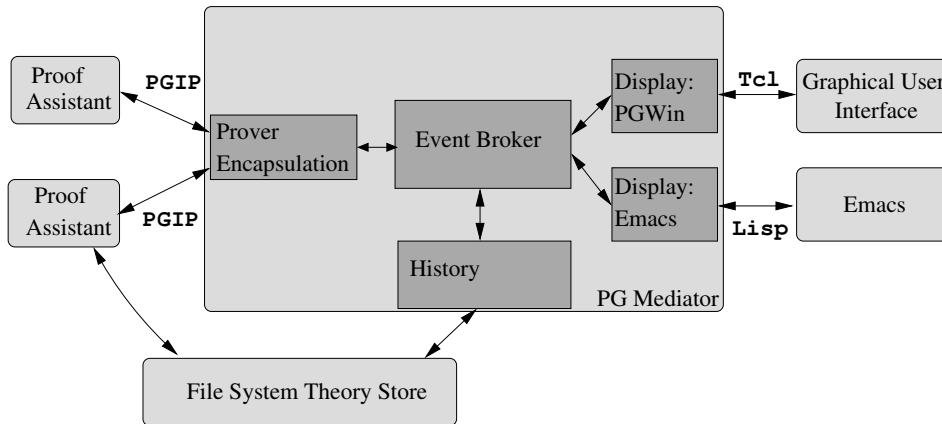 Proof
Assistant
PGIP
Prover
Encapsulation
Event Broker
Display:
PGWin
Tcl
Graphical User
Interface
Proof
Assistant
PGIP
Display:
Emacs
Lisp
Emacs
History
PG Mediator
File System Theory Store